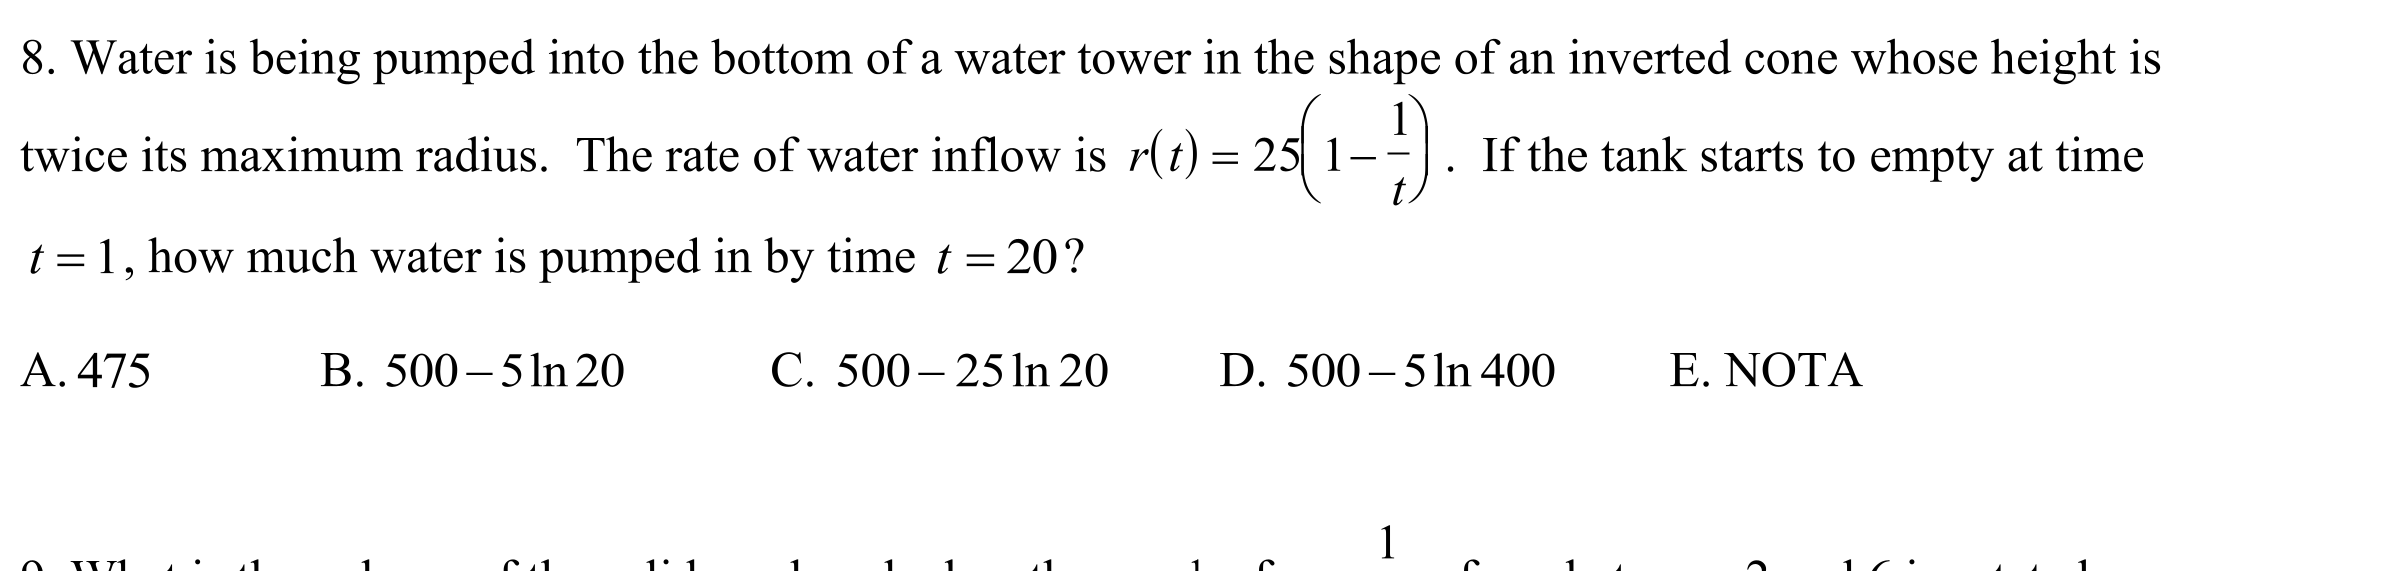 8. Water is being pumped into the bottom of a water tower in the shape of an inverted cone whose height is
twice its maximum radius. The rate of water inflow is r(t) = 25(1 − 1/t). If the tank starts to empty at time
t = 1, how much water is pumped in by time t = 20?
A. 475 B. 500 − 5 ln 20 C. 500 − 25 ln 20 D. 500 − 5 ln 400 E. NOTA
1